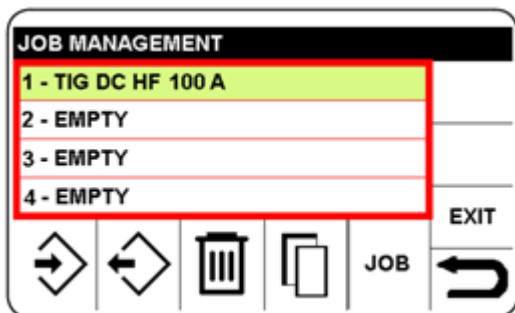 JOB MANAGEMENT
1 - TIG DC HF 100 A
2 - EMPTY
3 - EMPTY
4 - EMPTY
EXIT
JOB